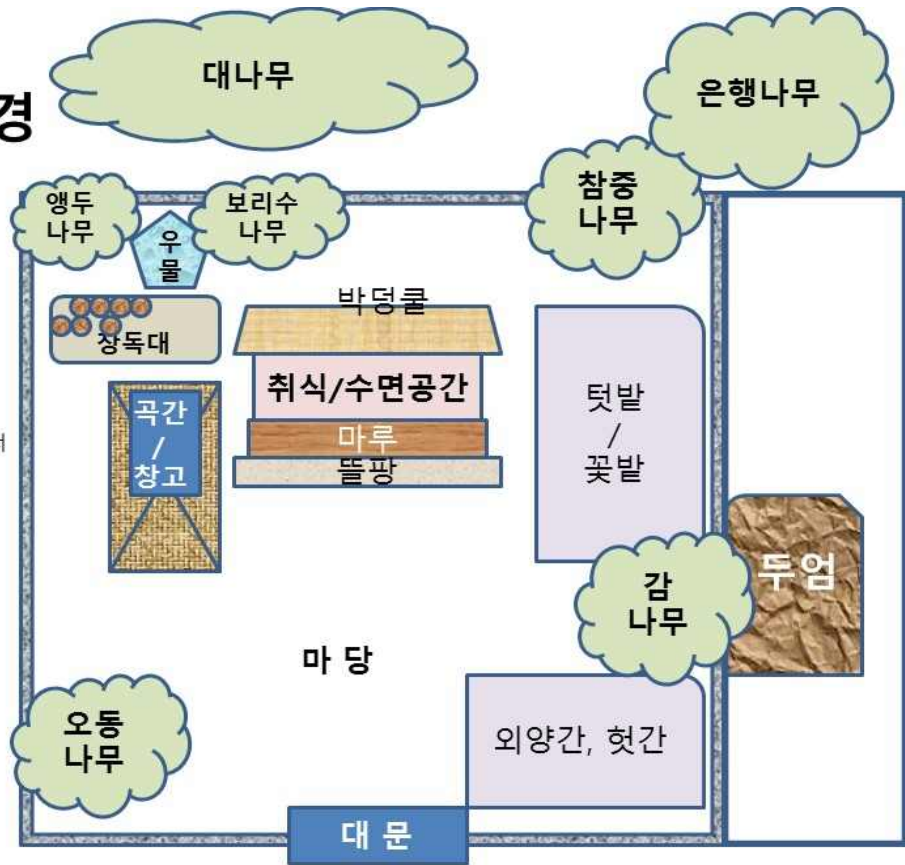 대나무
은행나무
경
앵두
나무
보리수
나무
참중
나무
우
물
박덩쿨
장독대
취식/수면공간
텃밭
/
꽃밭
곡간
/
창고
마루
뜰팡
두엄
감
나무
마 당
오동
나무
외양간, 헛간
대 문